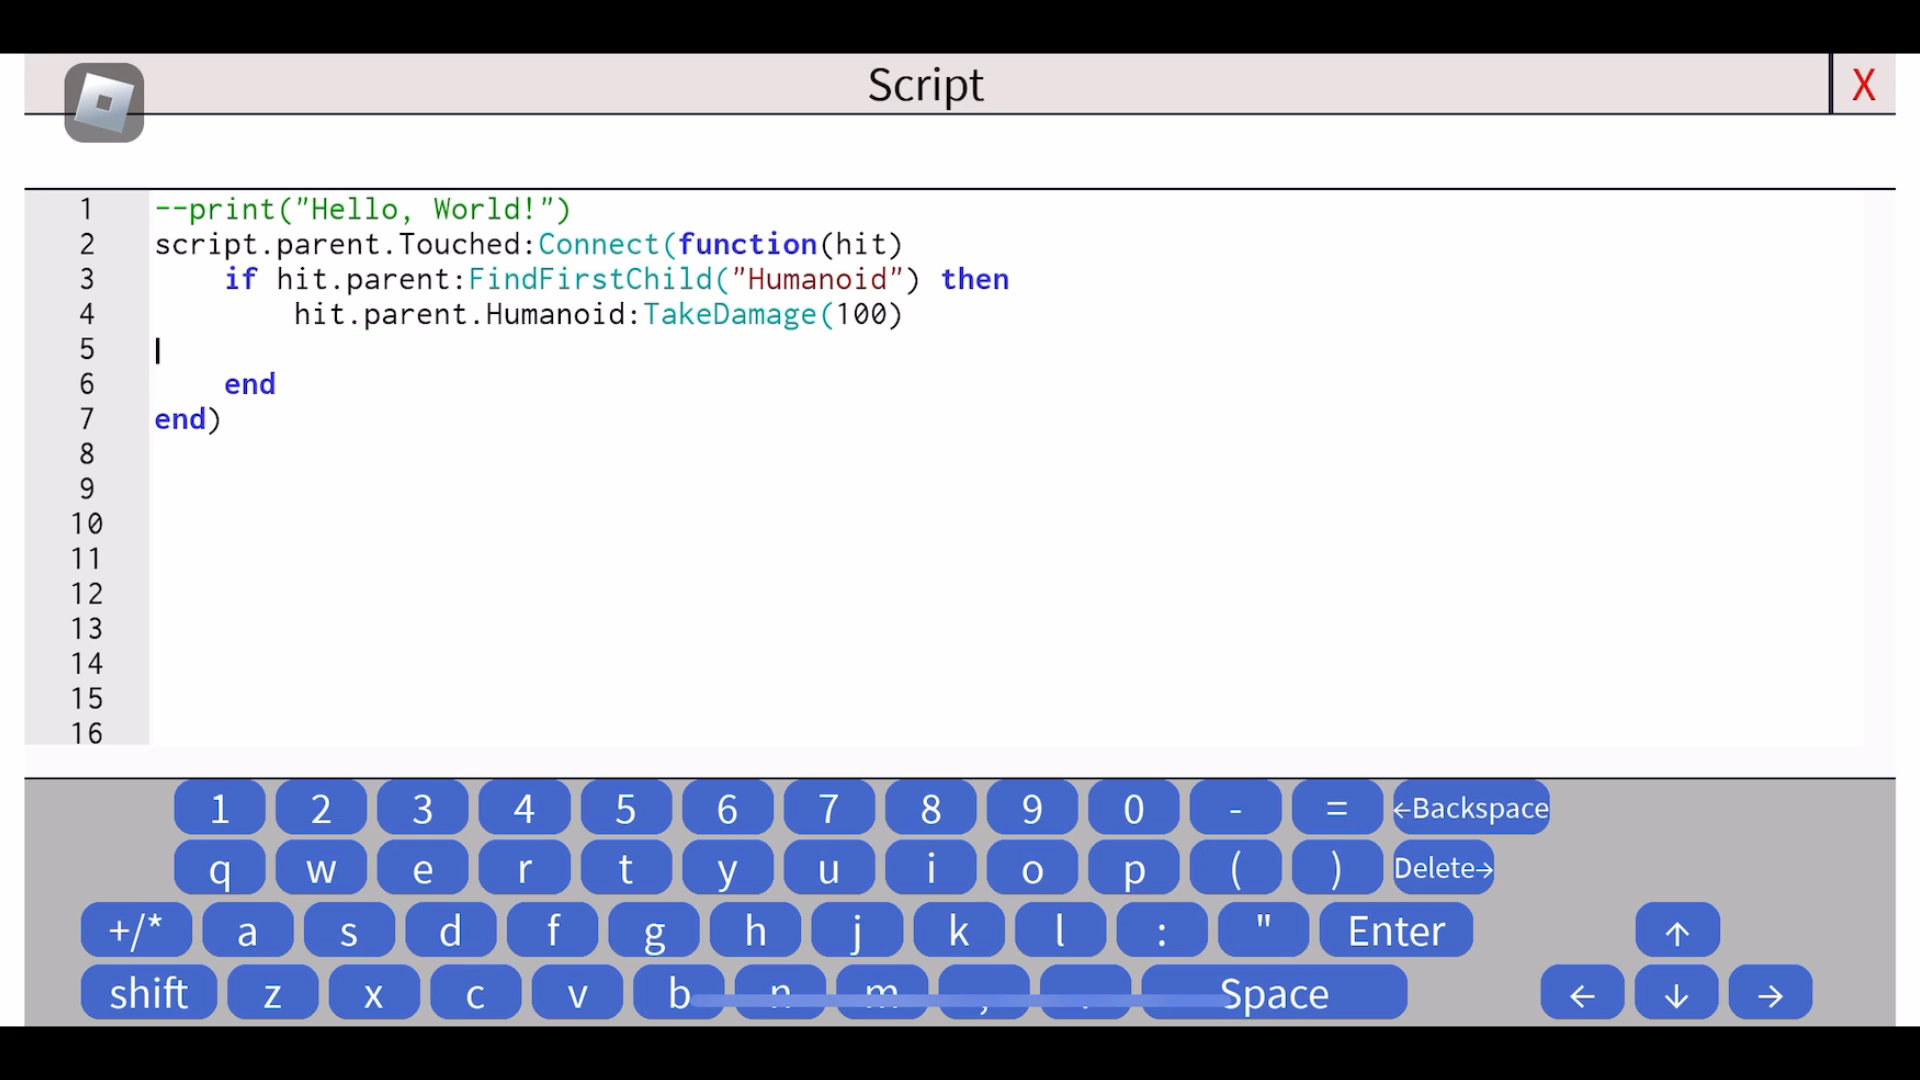 Script
X
1 --print("Hello, World!")
2 script.parent.Touched:Connect(function(hit)
3 if hit.parent:FindFirstChild("Humanoid") then
4 hit.parent.Humanoid:TakeDamage(100)
5
6 end
7 end)
8
9
10
11
12
13
14
15
16
1 2 3 4 5 6 7 8 9 0 - = ←Backspace
q w e r t y u i o p ( ) Delete→
+/* a s d f g h j k l : " Enter ↑
shift z x c v b n m , . Space ← ↓ →